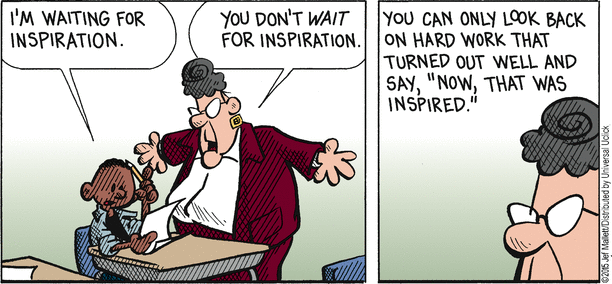 I'M WAITING FOR
INSPIRATION.
YOU DON'T WAIT
FOR INSPIRATION.
YOU CAN ONLY LOOK BACK
ON HARD WORK THAT
TURNED OUT WELL AND
SAY, "NOW, THAT WAS
INSPIRED."
©2015 Jef Mallett/Distributed by Universal Uclick